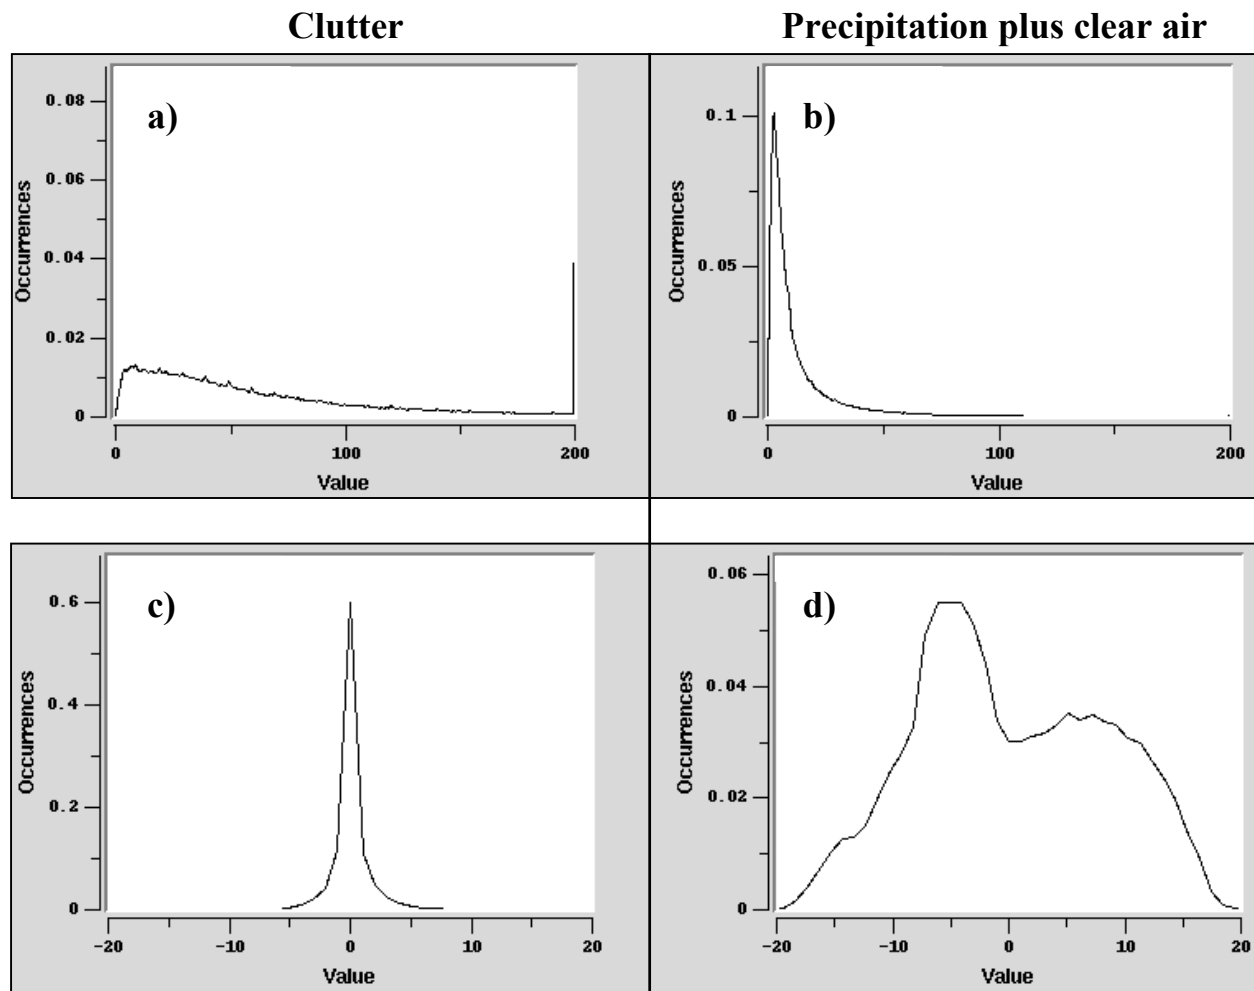 Clutter
Precipitation plus clear air
a)
0.08
0.06
0.04
0.02
0
Occurrences
0
100
200
Value
b)
0.1
0.05
0
Occurrences
0
100
200
Value
c)
0.6
0.4
0.2
0
Occurrences
-20
-10
0
10
20
Value
d)
0.06
0.04
0.02
0
Occurrences
-20
-10
0
10
20
Value